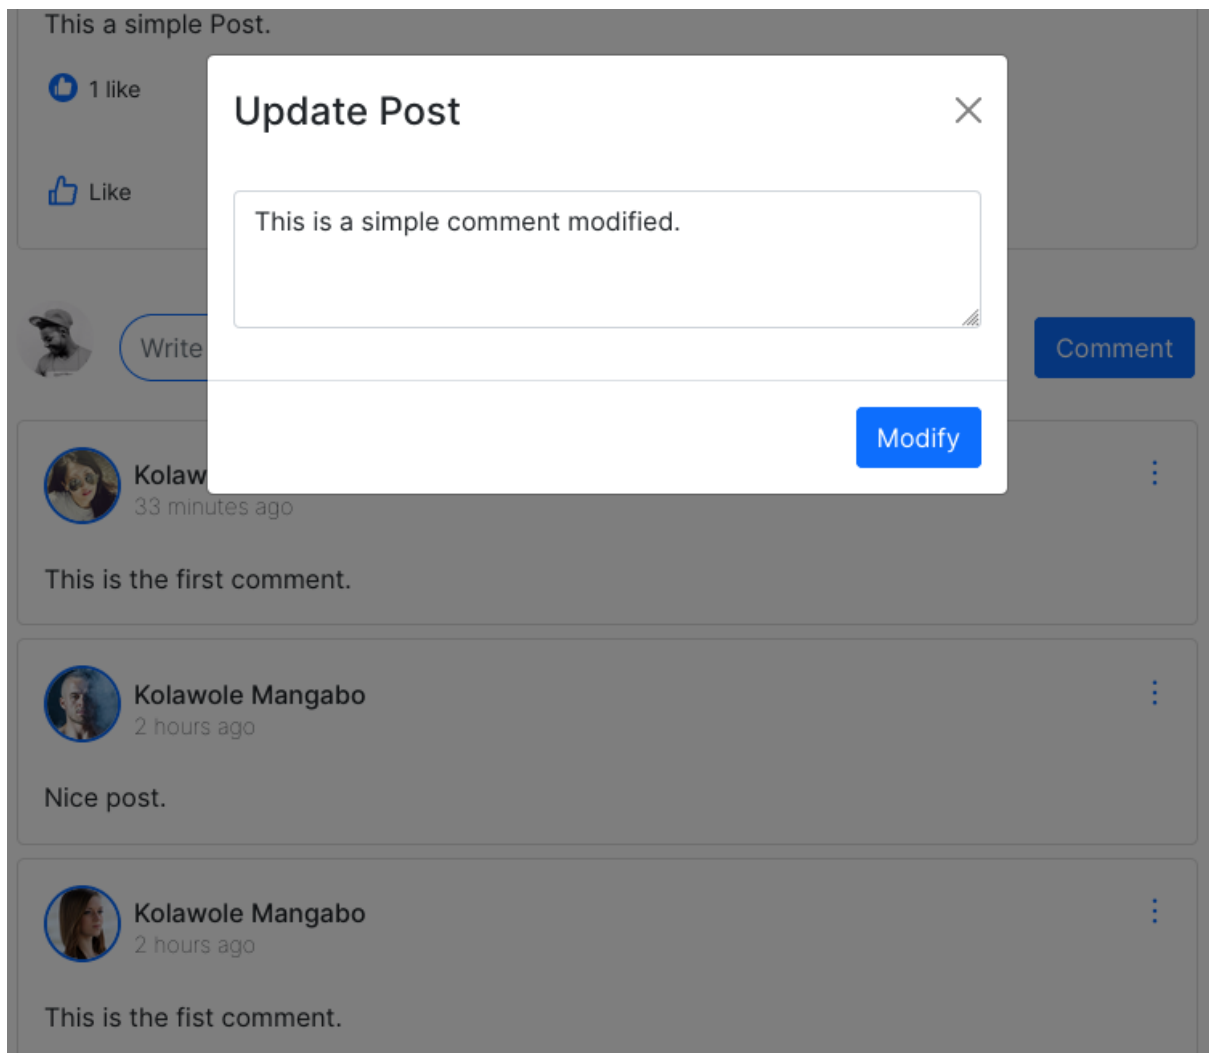 This a simple Post.
1 like
Update Post
Like
This is a simple comment modified.
Write
Comment
Modify
Kolaw
33 minutes ago
This is the first comment.
Kolawole Mangabo
2 hours ago
Nice post.
Kolawole Mangabo
2 hours ago
This is the fist comment.